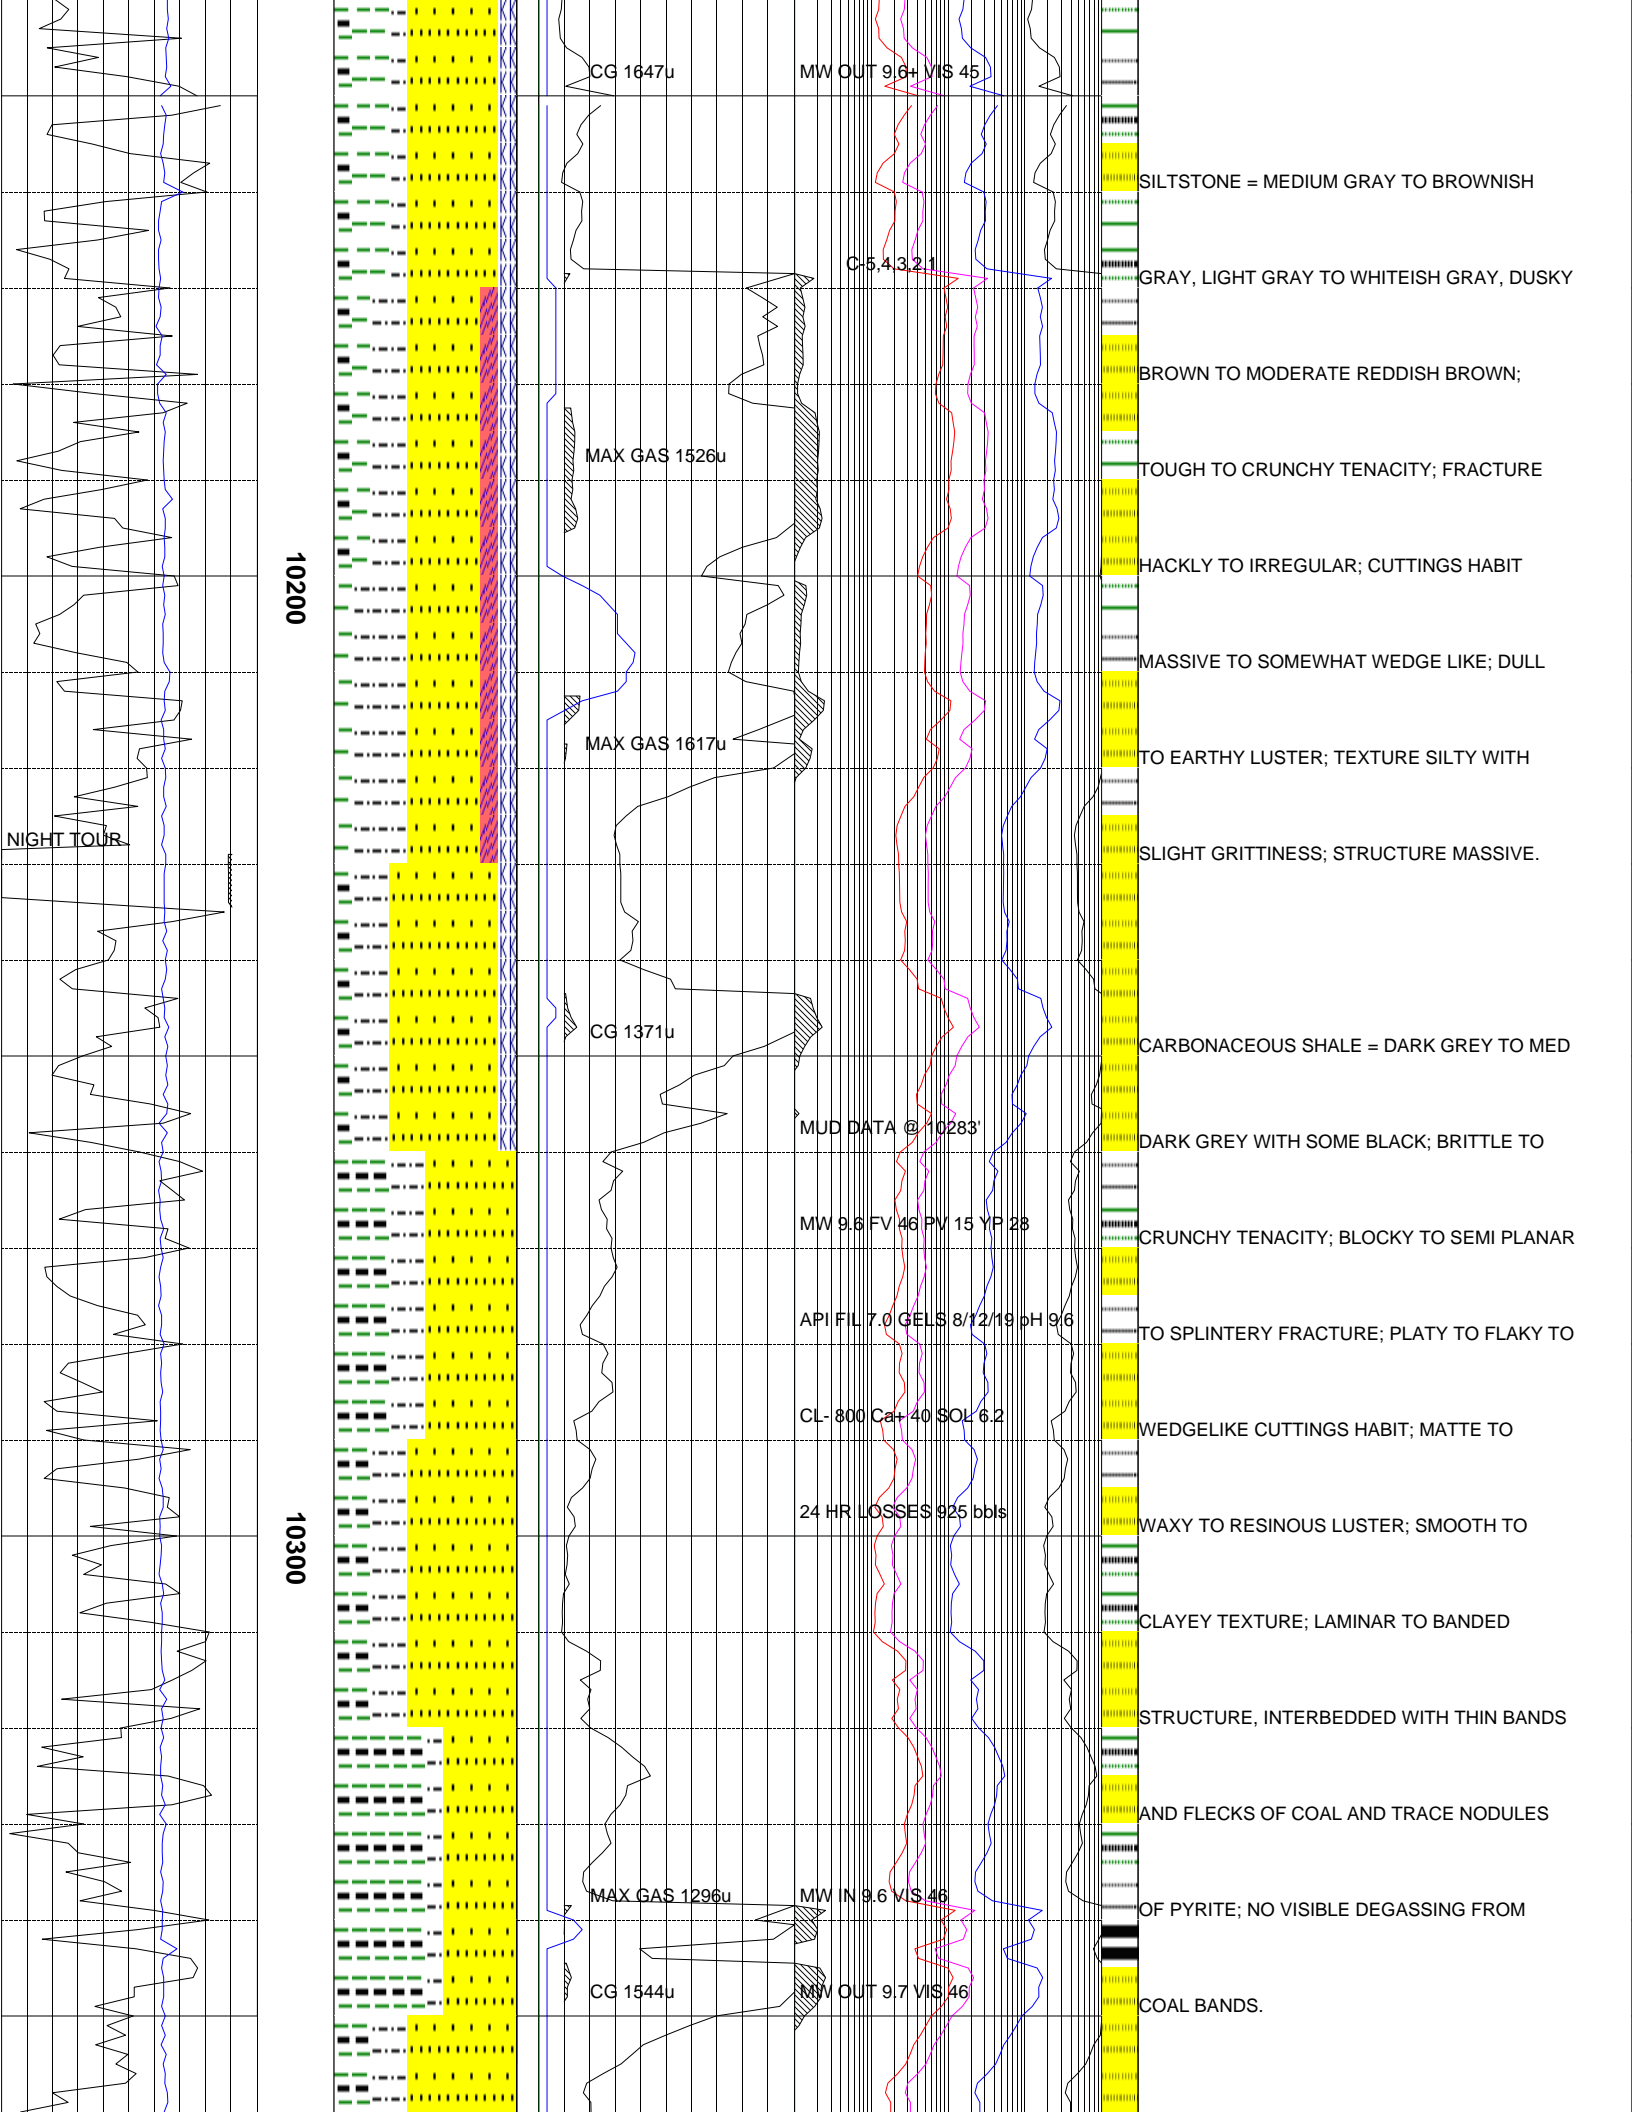 CG 1647u
MW OUT 9.6+ VIS 45
SILTSTONE = MEDIUM GRAY TO BROWNISH
C-5,4,3,2,1
GRAY, LIGHT GRAY TO WHITEISH GRAY, DUSKY
BROWN TO MODERATE REDDISH BROWN;
MAX GAS 1526u
TOUGH TO CRUNCHY TENACITY; FRACTURE
10200
HACKLY TO IRREGULAR; CUTTINGS HABIT
MASSIVE TO SOMEWHAT WEDGE LIKE; DULL
MAX GAS 1617u
TO EARTHY LUSTER; TEXTURE SILTY WITH
NIGHT TOUR
SLIGHT GRITTINESS; STRUCTURE MASSIVE.
CG 1371u
CARBONACEOUS SHALE = DARK GREY TO MED
MUD DATA @ 10283'
DARK GREY WITH SOME BLACK; BRITTLE TO
MW 9.6 FV 46 PV 15 YP 28
CRUNCHY TENACITY; BLOCKY TO SEMI PLANAR
API FIL 7.0 GELS 8/12/19 pH 9.6
TO SPLINTERY FRACTURE; PLATY TO FLAKY TO
CL- 800 Ca+ 40 SOL 6.2
WEDGELIKE CUTTINGS HABIT; MATTE TO
24 HR LOSSES 925 bbls
WAXY TO RESINOUS LUSTER; SMOOTH TO
10300
CLAYEY TEXTURE; LAMINAR TO BANDED
STRUCTURE, INTERBEDDED WITH THIN BANDS
AND FLECKS OF COAL AND TRACE NODULES
MAX GAS 1296u
MW IN 9.6 VIS 46
OF PYRITE; NO VISIBLE DEGASSING FROM
CG 1544u
MW OUT 9.7 VIS 46
COAL BANDS.